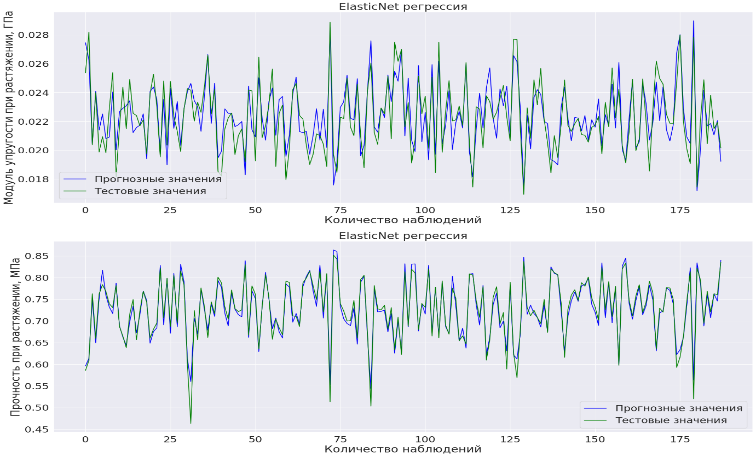 ElasticNet регрессия
Модуль упругости при растяжении, ГПа
0.028
0.026
0.024
0.022
0.020
0.018
Прогнозные значения
Тестовые значения
0 25 50 75 100 125 150 175
Количество наблюдений
ElasticNet регрессия
Прочность при растяжении, МПа
0.85
0.80
0.75
0.70
0.65
0.60
0.55
0.50
0.45
Прогнозные значения
Тестовые значения
0 25 50 75 100 125 150 175
Количество наблюдений